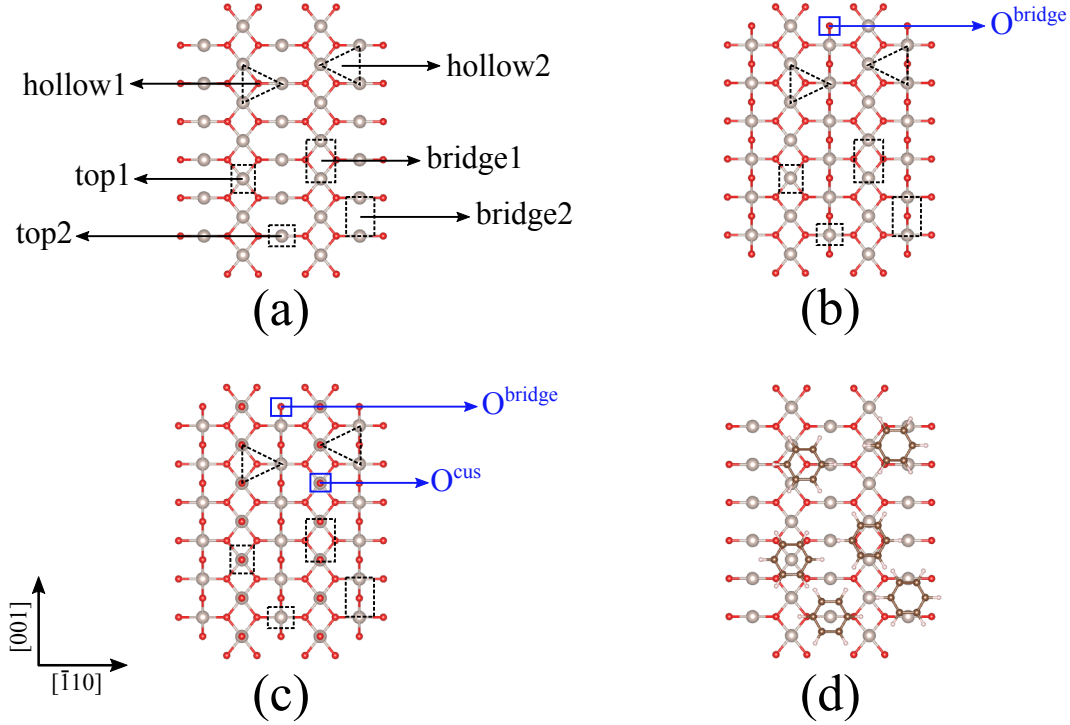 hollow1
hollow2
bridge1
top1
bridge2
top2
(a)
O^bridge
(b)
O^bridge
O^cus
[001]
[1̄10]
(c)
(d)